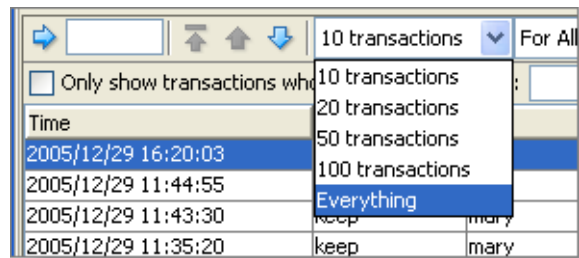 10 transactions For All
Only show transactions who :
10 transactions
20 transactions
50 transactions
100 transactions
Everything
Time
2005/12/29 16:20:03
2005/12/29 11:44:55
2005/12/29 11:43:30 keep mary
2005/12/29 11:35:20 keep mary